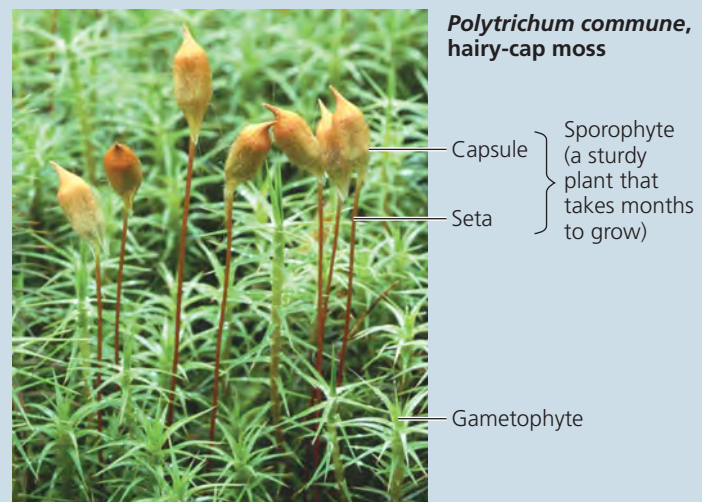 Polytrichum commune,
hairy-cap moss
Capsule
Seta
Sporophyte
(a sturdy
plant that
takes months
to grow)
Gametophyte